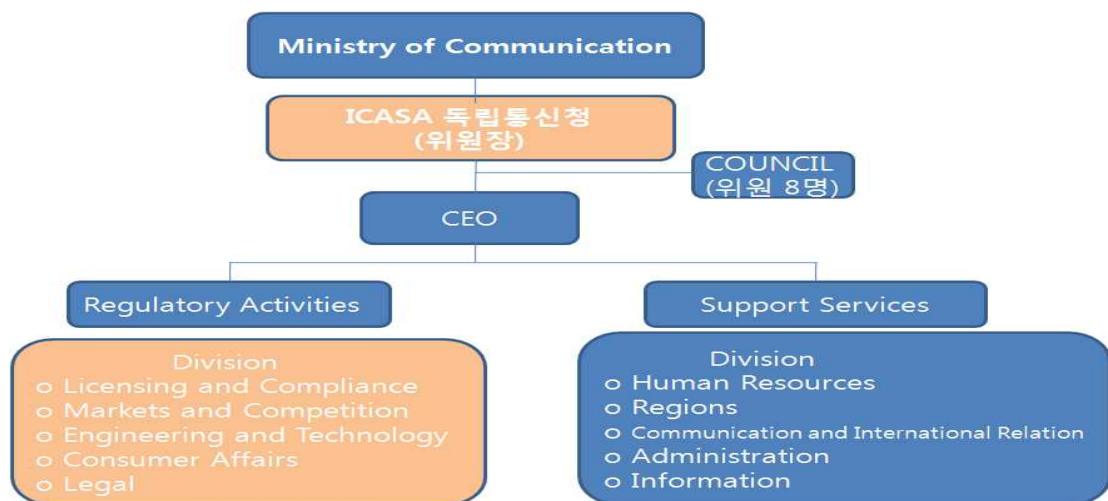 Ministry of Communication
ICASA 독립통신청
(위원장)
COUNCIL
(위원 8명)
CEO
Regulatory Activities
Support Services
Division
o Licensing and Compliance
o Markets and Competition
o Engineering and Technology
o Consumer Affairs
o Legal
Division
o Human Resources
o Regions
o Communication and International Relation
o Administration
o Information